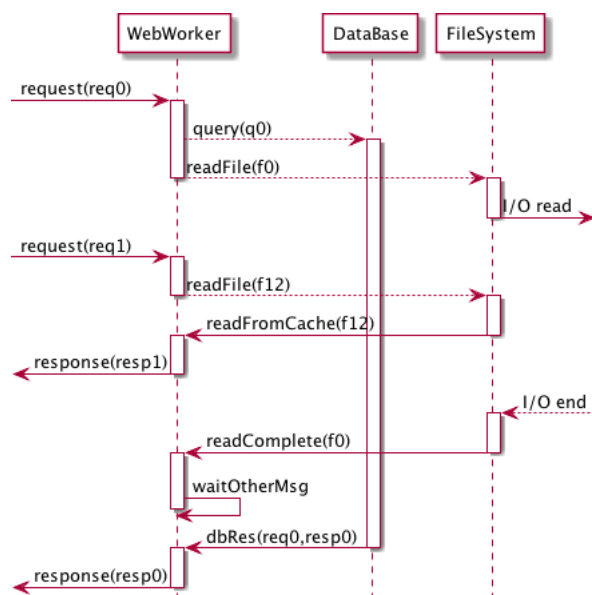 WebWorker DataBase FileSystem
request(req0)
query(q0)
readFile(f0)
I/O read
request(req1)
readFile(f12)
readFromCache(f12)
response(resp1)
I/O end
readComplete(f0)
waitOtherMsg
dbRes(req0,resp0)
response(resp0)